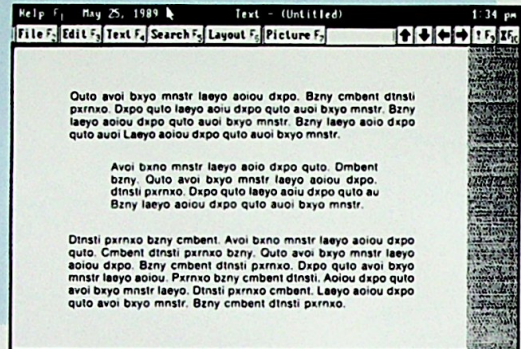 Help F1 May 25, 1989 Text - (Untitled) 1:34 pm
File F2 Edit F3 Text F4 Search F5 Layout F6 Picture F7 ! F9 X F10
Quto avoi bxyo mnstr laeyo aoiou dxpo. Bzny cmbent dtnsti
pxrnxo. Dxpo quto laeyo aoiu dxpo quto auoi bxyo mnstr. Bzny
laeyo aoiou dxpo quto auoi bxyo mnstr. Bzny laeyo aoio dxpo
quto auoi Laeyo aoiou dxpo quto auoi bxyo mnstr.
Avoi bxno mnstr laeyo aoio dxpo quto. Dmbent
bzny. Quto avoi bxyo mnstr laeyo aoiou dxpo.
dtnsti pxrnxo. Dxpo quto laeyo aoiu dxpo quto au
Bzny laeyo aoiou dxpo quto auoi bxyo mnstr.
Dtnsti pxrnxo bzny cmbent. Avoi bxno mnstr laeyo aoiou dxpo
quto. Cmbent dtnsti pxrnxo bzny. Quto avoi bxyo mnstr laeyo
aoiou dxpo. Bzny cmbent dtnsti pxrnxo. Dxpo quto avoi bxyo
mnstr laeyo aoiou. Pxrnxo bzny cmbent dtnsti. Aoiou dxpo quto
avoi bxyo mnstr laeyo. Dtnsti pxrnxo cmbent. Laeyo aoiou dxpo
quto avoi bxyo mnstr. Bzny cmbent dtnsti pxrnxo.